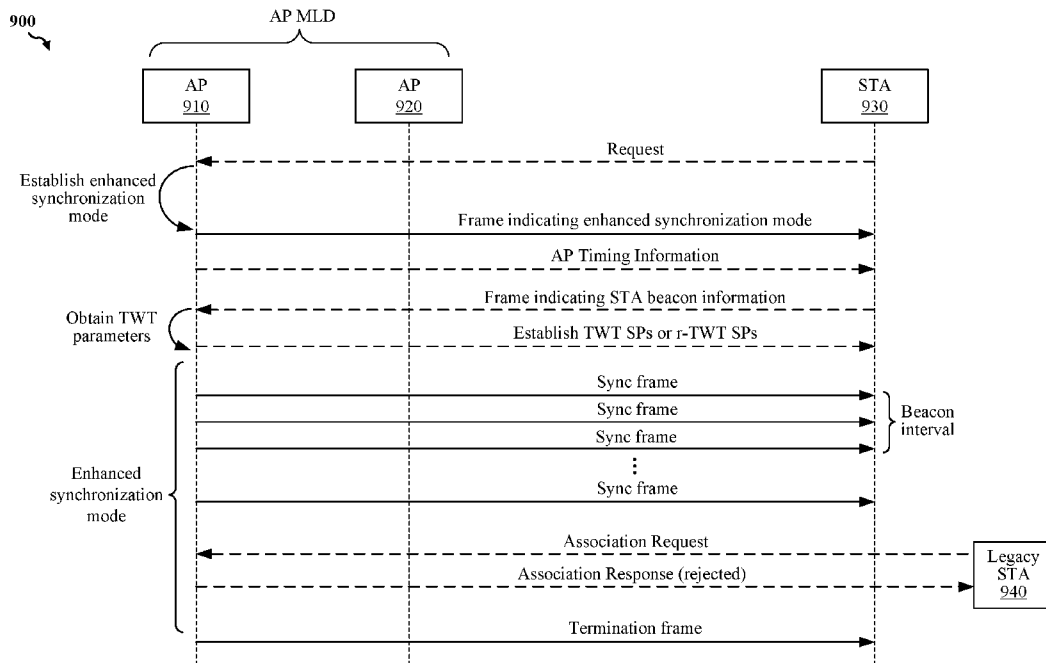 900
AP MLD
AP
910
AP
920
STA
930
Request
Establish enhanced
synchronization
mode
Frame indicating enhanced synchronization mode
AP Timing Information
Frame indicating STA beacon information
Obtain TWT
parameters
Establish TWT SPs or r-TWT SPs
Sync frame
Sync frame
Sync frame
Beacon
interval
⋮
Sync frame
Enhanced
synchronization
mode
Association Request
Association Response (rejected)
Legacy
STA
940
Termination frame